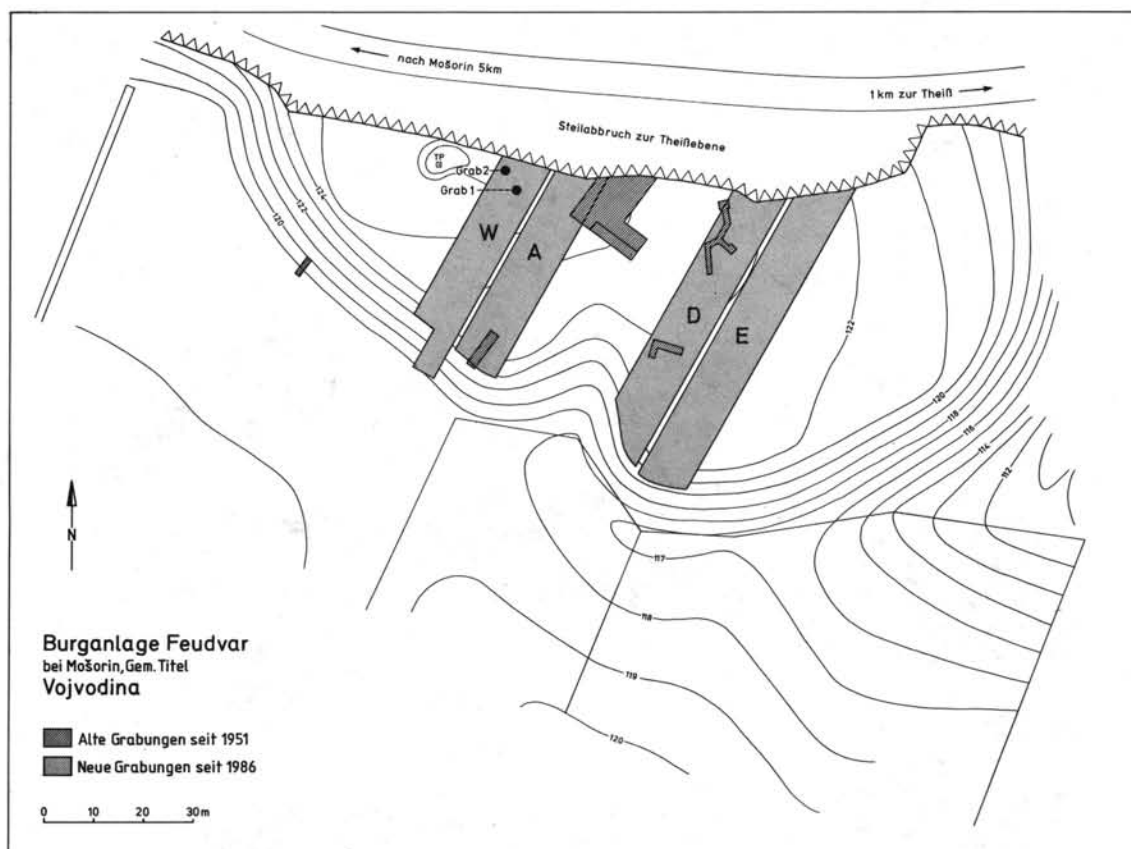 nach Mošorin 5km
1 km zur Theiß
Steilabbruch zur Theißebene
TP
Grab2
Grab 1
124
122
120
W
A
D
E
122
120
118
116
114
112
N
117
118
119
120
Burganlage Feudvar
bei Mošorin, Gem. Titel
Vojvodina
Alte Grabungen seit 1951
Neue Grabungen seit 1986
0 10 20 30m